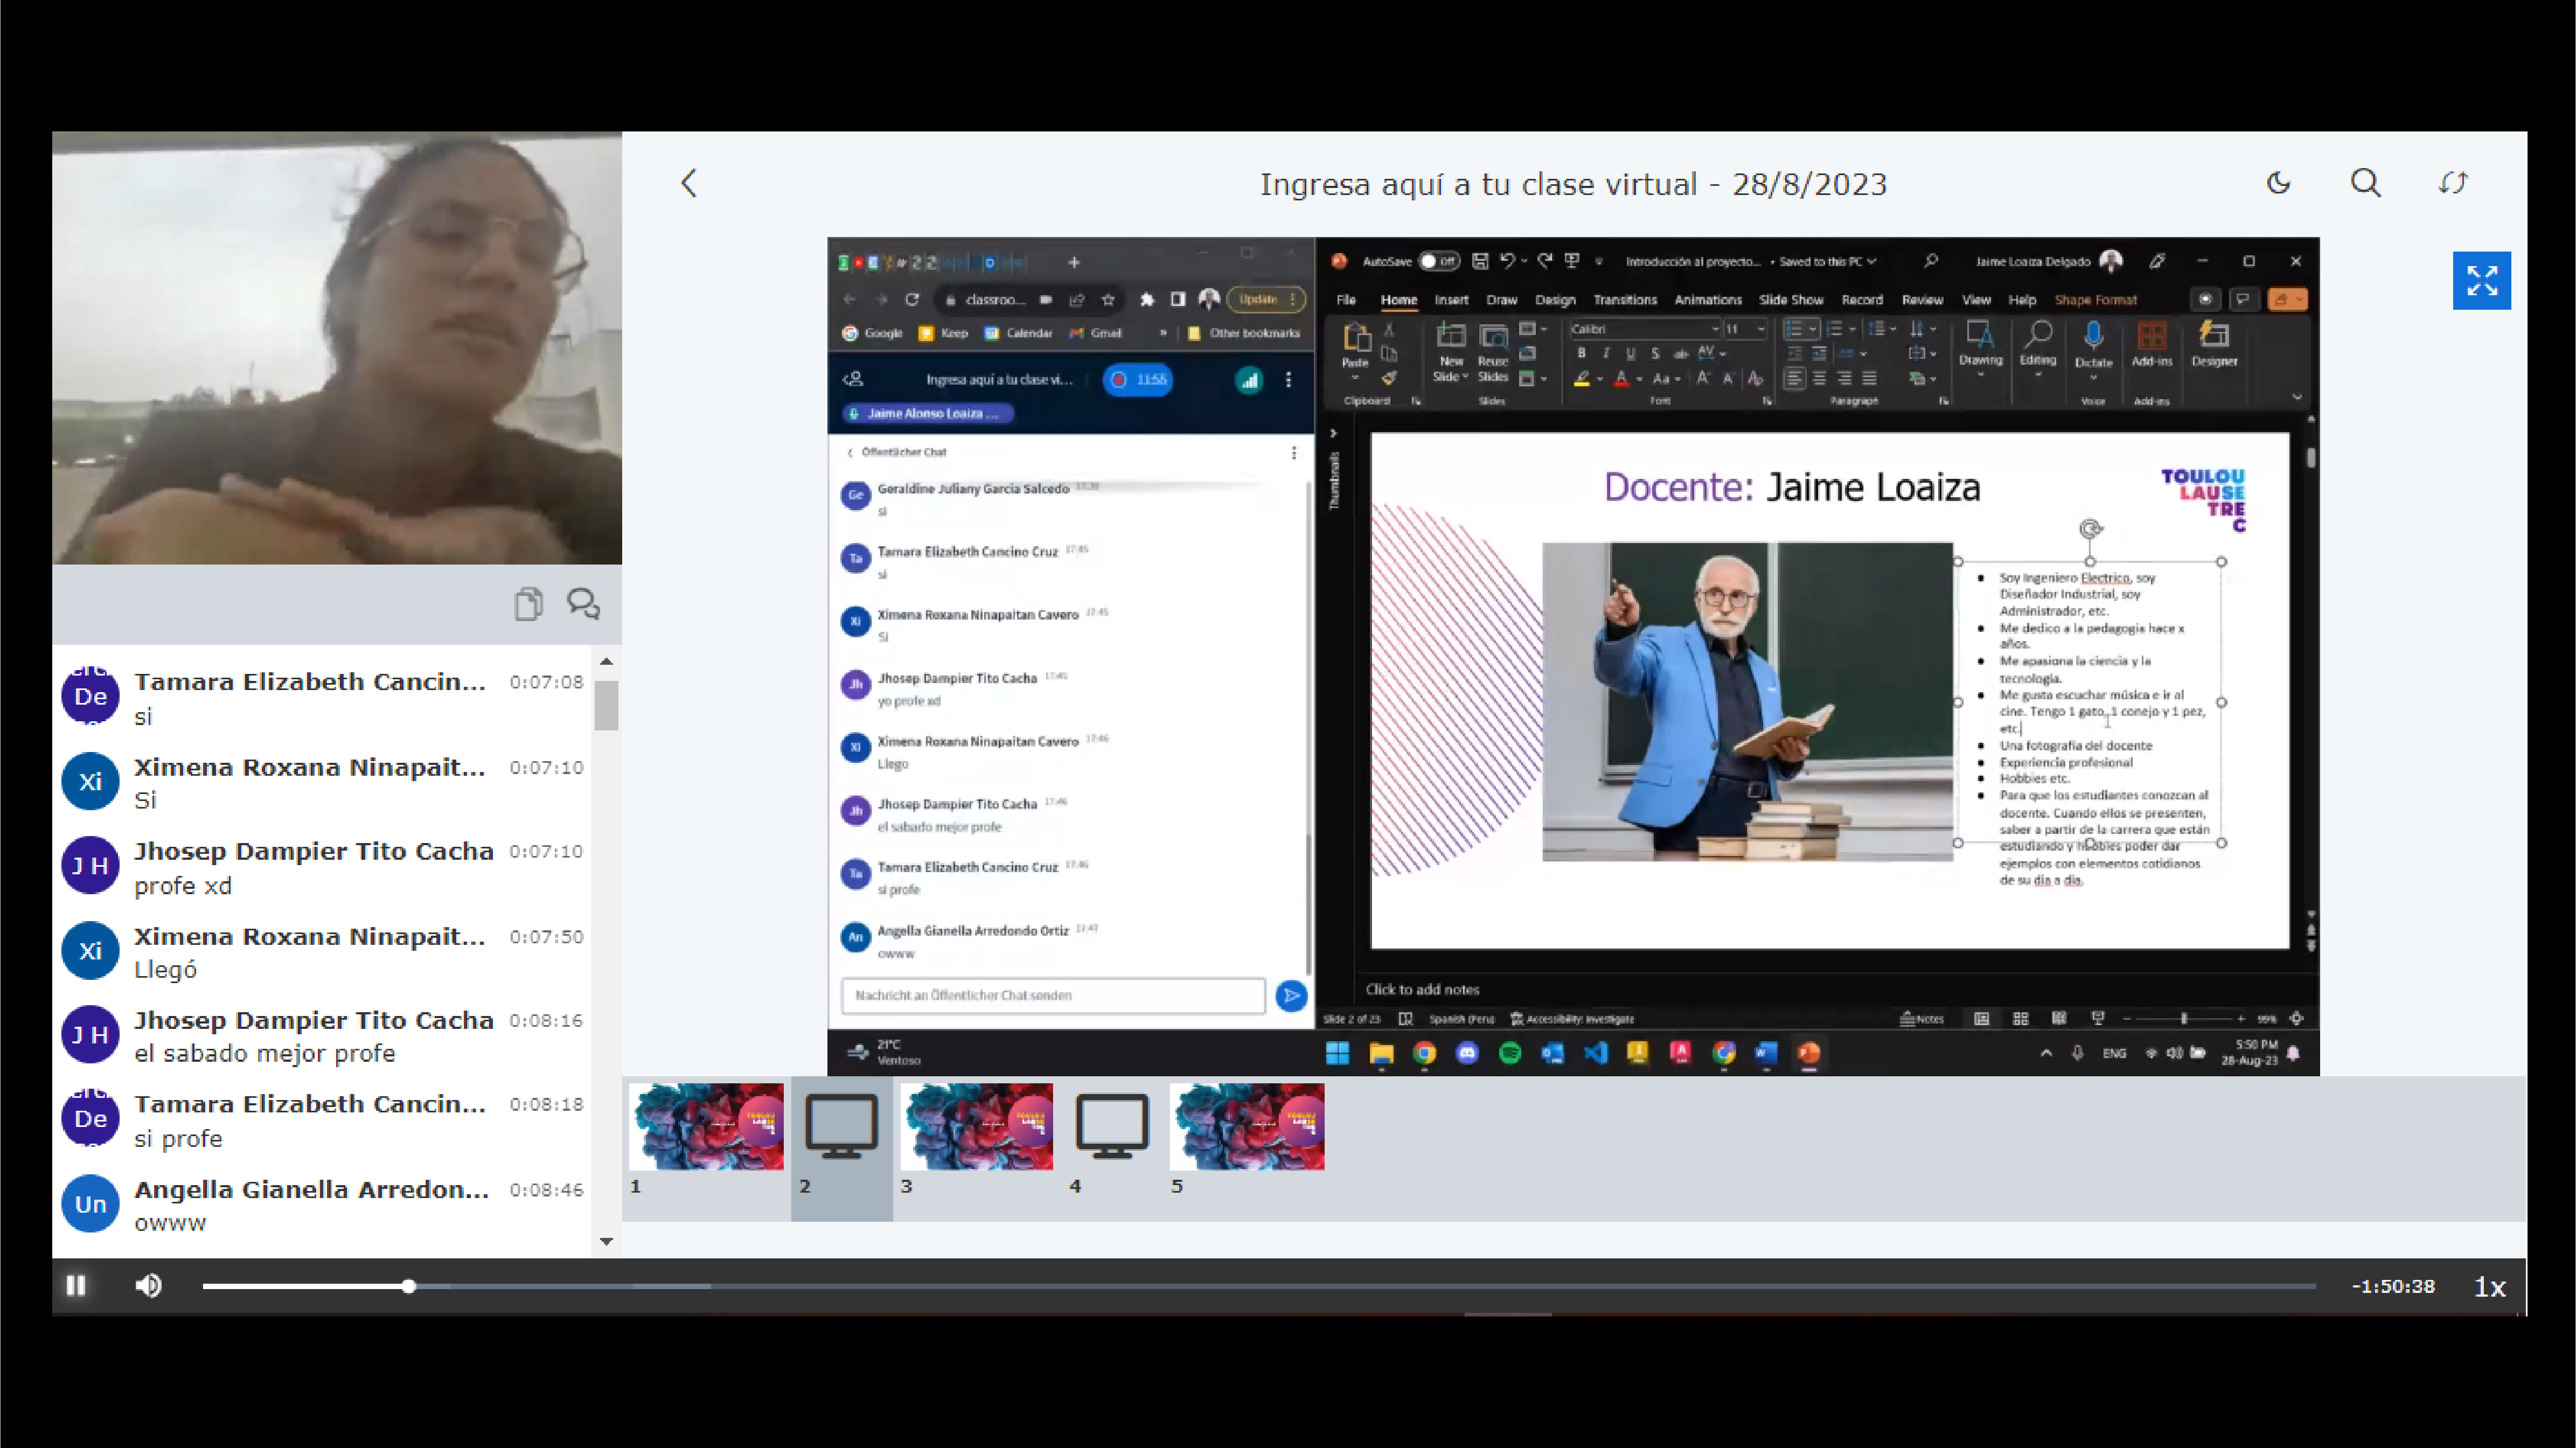 Ingresa aquí a tu clase virtual - 28/8/2023
De
Tamara Elizabeth Cancin... 0:07:08
si
Xi
Ximena Roxana Ninapait... 0:07:10
Si
J H
Jhosep Dampier Tito Cacha 0:07:10
profe xd
Xi
Ximena Roxana Ninapait... 0:07:50
Llegó
J H
Jhosep Dampier Tito Cacha 0:08:16
el sabado mejor profe
De
Tamara Elizabeth Cancin... 0:08:18
si profe
Un
Angella Gianella Arredon... 0:08:46
owww
classroo...
Update
Google Keep Calendar Gmail » Other bookmarks
Ingresa aquí a tu clase vi... 11:55
Jaime Alonso Loaiza ...
Öffentlicher Chat
Ge
Geraldine Juliany Garcia Salcedo
si
Ta
Tamara Elizabeth Cancino Cruz 17:45
si
Xi
Ximena Roxana Ninapaitan Cavero 17:45
Si
Jh
Jhosep Dampier Tito Cacha 17:45
yo profe xd
Xi
Ximena Roxana Ninapaitan Cavero 17:46
Llego
Jh
Jhosep Dampier Tito Cacha 17:46
el sabado mejor profe
Ta
Tamara Elizabeth Cancino Cruz 17:46
si profe
An
Angella Gianella Arredondo Ortiz 17:47
owww
Nachricht an Öffentlicher Chat senden
21°C
Ventoso
AutoSave Off Introducción al proyecto... • Saved to this PC Jaime Loaiza Delgado
File Home Insert Draw Design Transitions Animations Slide Show Record Review View Help Shape Format
Calibri 11
Paste New Slide Reuse Slides Drawing Editing Dictate Add-ins Designer
Clipboard Slides Font Paragraph Voice Add-ins
Thumbnails
Docente: Jaime Loaiza
TOULOU
LAUSE
TRE
C
● Soy Ingeniero Electrico, soy
Diseñador Industrial, soy
Administrador, etc.
● Me dedico a la pedagogía hace x
años.
● Me apasiona la ciencia y la
tecnología.
● Me gusta escuchar música e ir al
cine. Tengo 1 gato, 1 conejo y 1 pez,
etc.
● Una fotografía del docente
● Experiencia profesional
● Hobbies etc.
● Para que los estudiantes conozcan al
docente. Cuando ellos se presenten,
saber a partir de la carrera que están
estudiando y hobbies poder dar
ejemplos con elementos cotidianos
de su dia a dia.
Click to add notes
Slide 2 of 23 Spanish (Peru) Accessibility: Investigate Notes 99%
ENG 5:50 PM
28-Aug-23
1 2 3 4 5
-1:50:38 1x